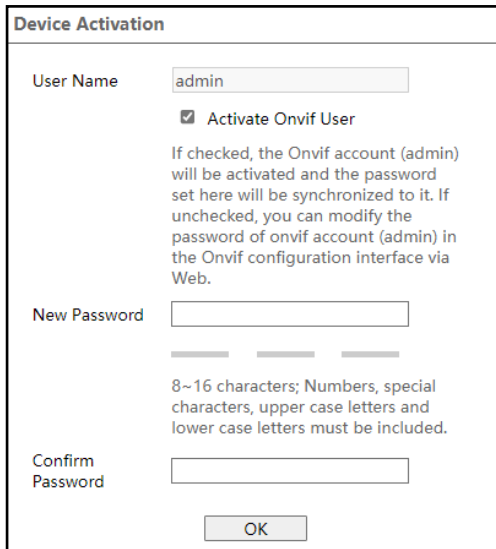 Device Activation
User Name
admin
Activate Onvif User
If checked, the Onvif account (admin)
will be activated and the password
set here will be synchronized to it. If
unchecked, you can modify the
password of onvif account (admin) in
the Onvif configuration interface via
Web.
New Password
8~16 characters; Numbers, special
characters, upper case letters and
lower case letters must be included.
Confirm
Password
OK